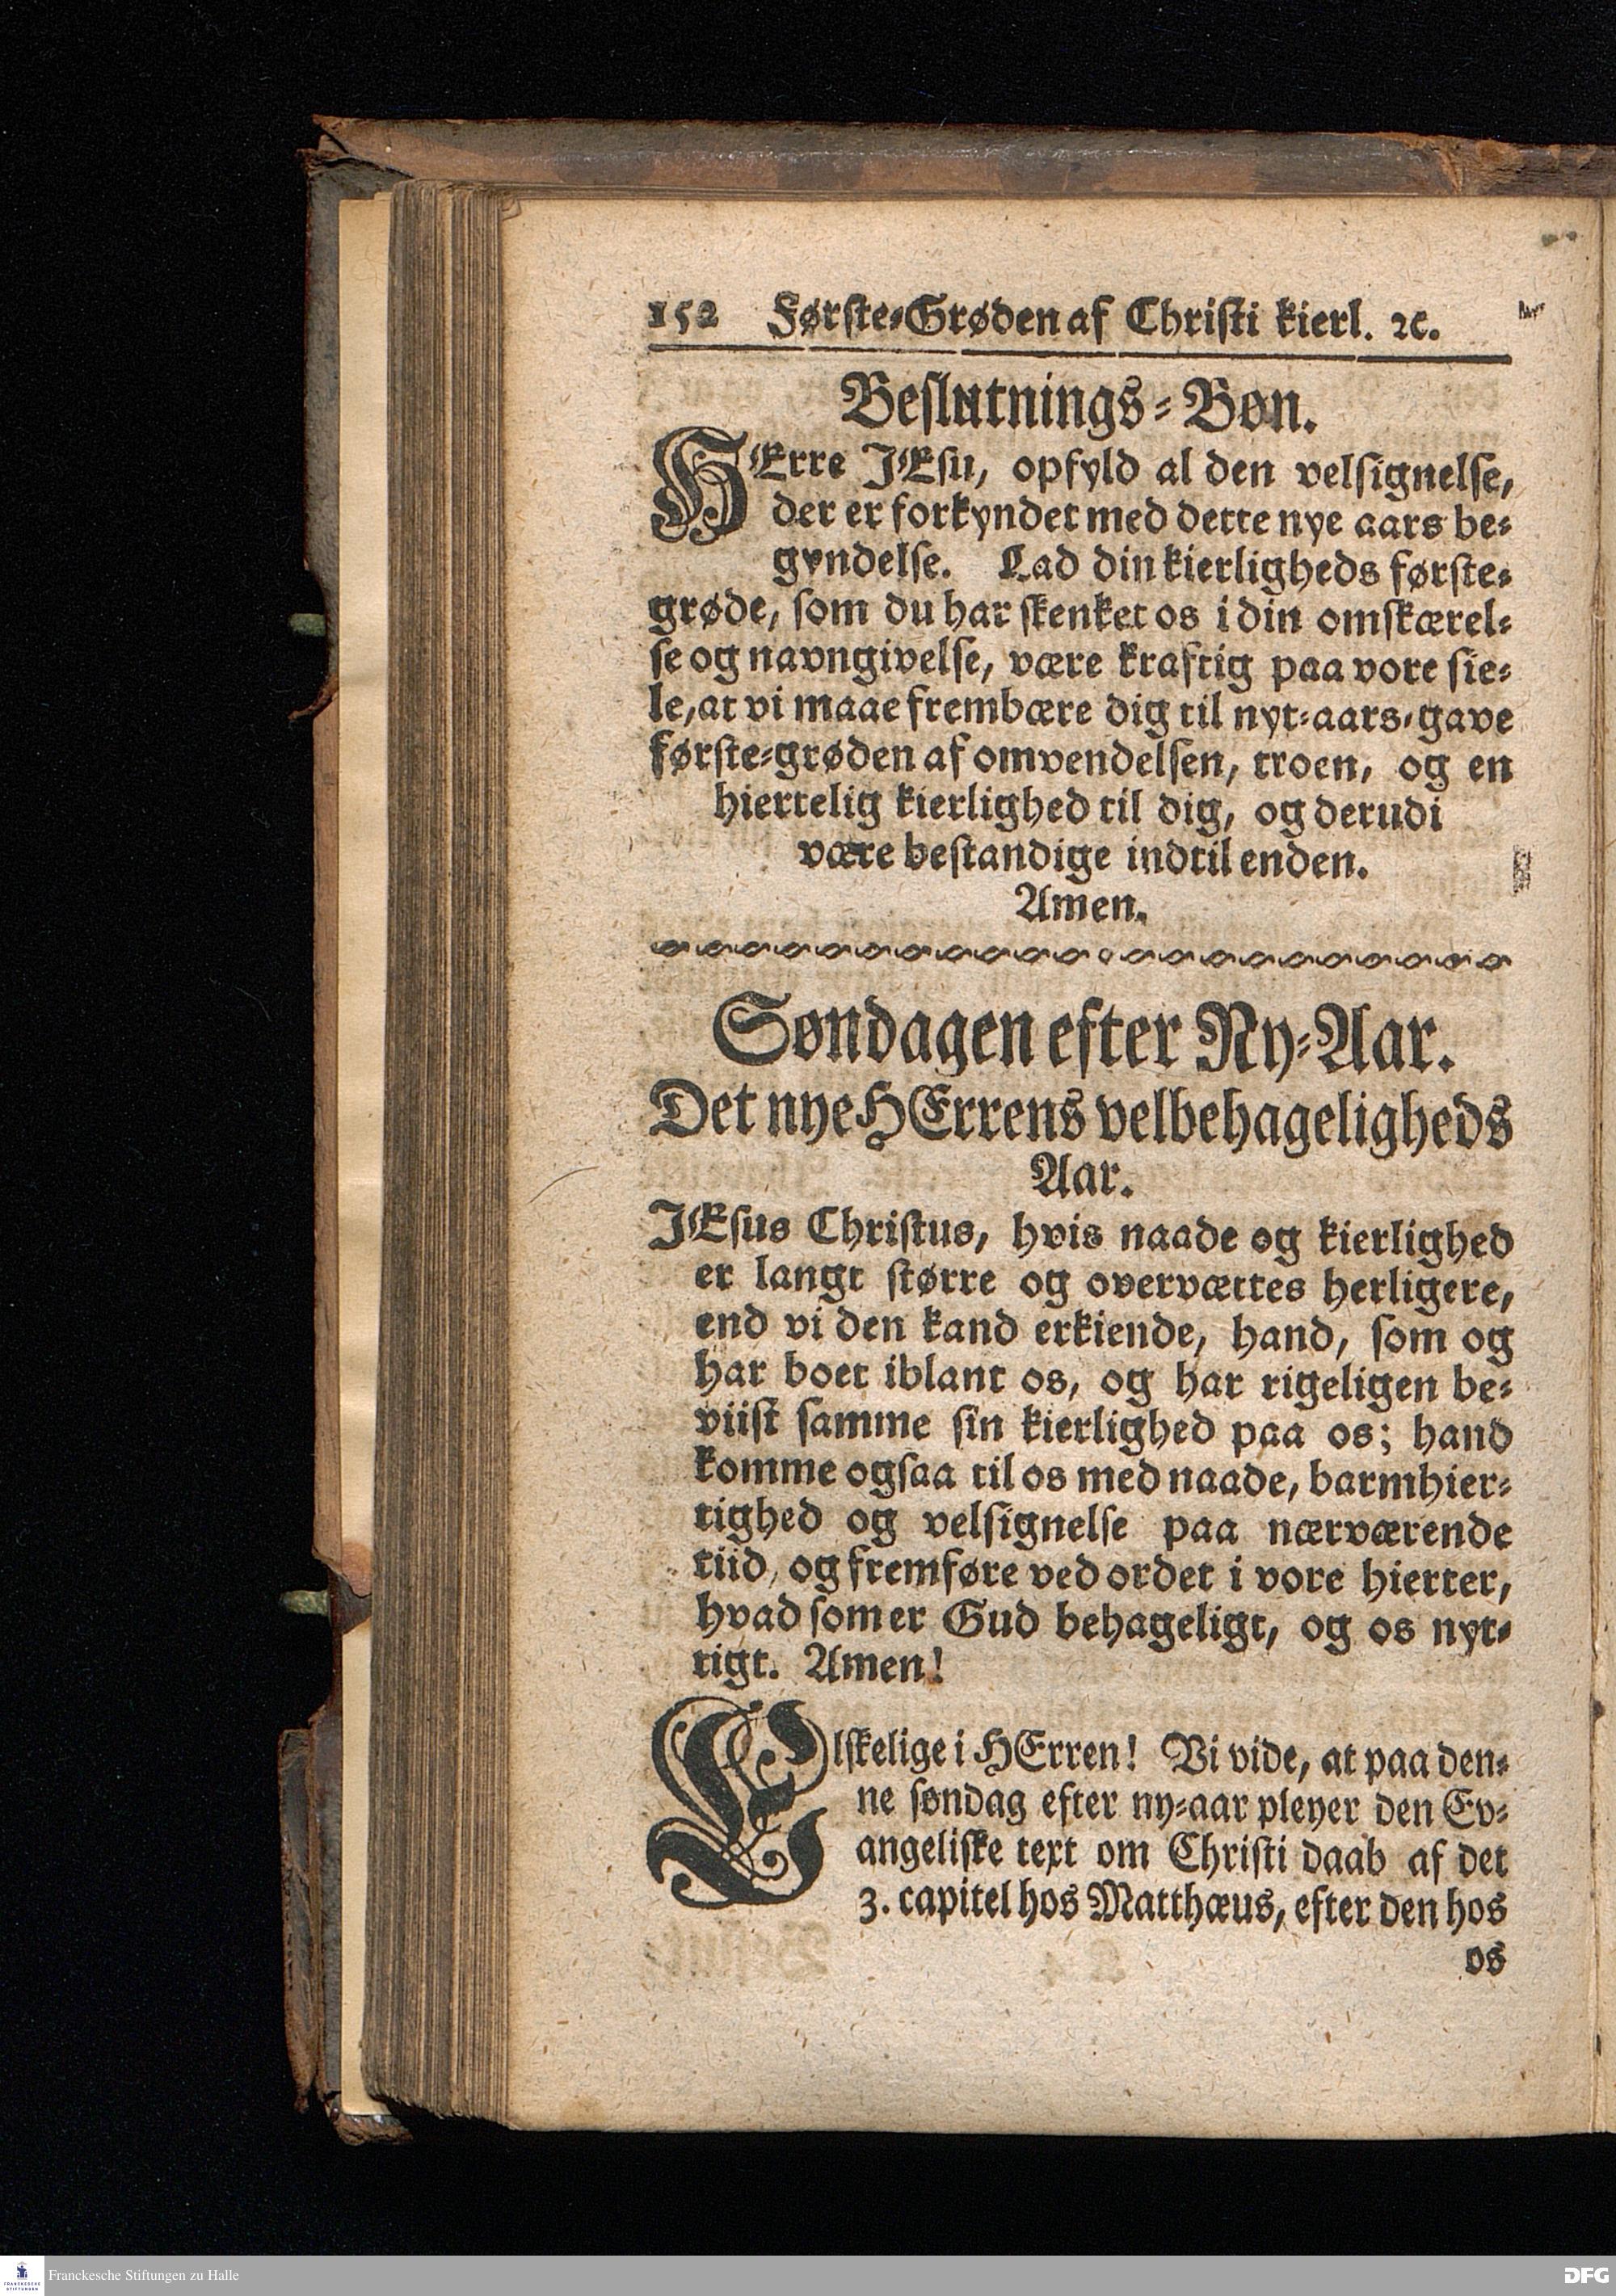 152 Første-Grøden af Christi kierl. ꝛc.
Beslutnings-Bøn.
HErre JEsu, opfyld al den velsignelse,
der er forkyndet med dette nye aars be-
gyndelse. Lad din kierligheds første-
grøde, som du har skenket os i din omskærel-
se og navngivelse, være kraftig paa vore sie-
le, at vi maae frembære dig til nyt-aars-gave
første-grøden af omvendelsen, troen, og en
hiertelig kierlighed til dig, og derudi
være bestandige indtil enden.
Amen.
Søndagen efter Ny-Aar.
Det nye HErrens velbehageligheds
Aar.
JEsus Christus, hvis naade og kierlighed
er langt større og overvættes herligere,
end vi den kand erkiende, hand, som og
har boet iblant os, og har rigeligen be-
viist samme sin kierlighed paa os; hand
komme ogsaa til os med naade, barmhier-
tighed og velsignelse paa nærværende
tiid, og fremføre ved ordet i vore hierter,
hvad som er Gud behageligt, og os nyt-
tigt. Amen!
Elskelige i HErren! Vi vide, at paa den-
ne søndag efter ny-aar pleyer den Ev-
angeliske text om Christi daab af det
3. capitel hos Matthæus, efter den hos
os
Franckesche Stiftungen zu Halle
DFG